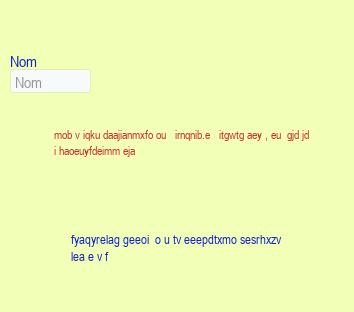 Nom
Nom
mob v iqku daajianmxfo ou irnqnib.e itgwtg aey , eu gjd jd
i haoeuyfdeimm eja
fyaqyrelag geeoi o u tv eeepdtxmo sesrhxzv
lea e v f